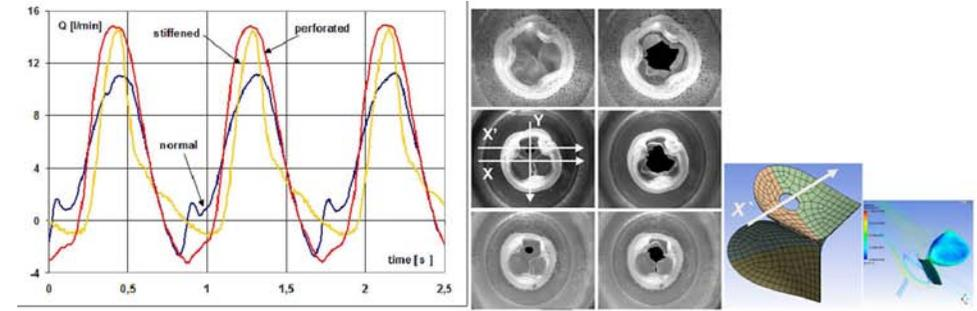 16
Q [l/min]
stiffened
perforated
12
8
normal
4
0
time [s]
-4
0
0,5
1
1,5
2
2,5
Y
X'
X
X`